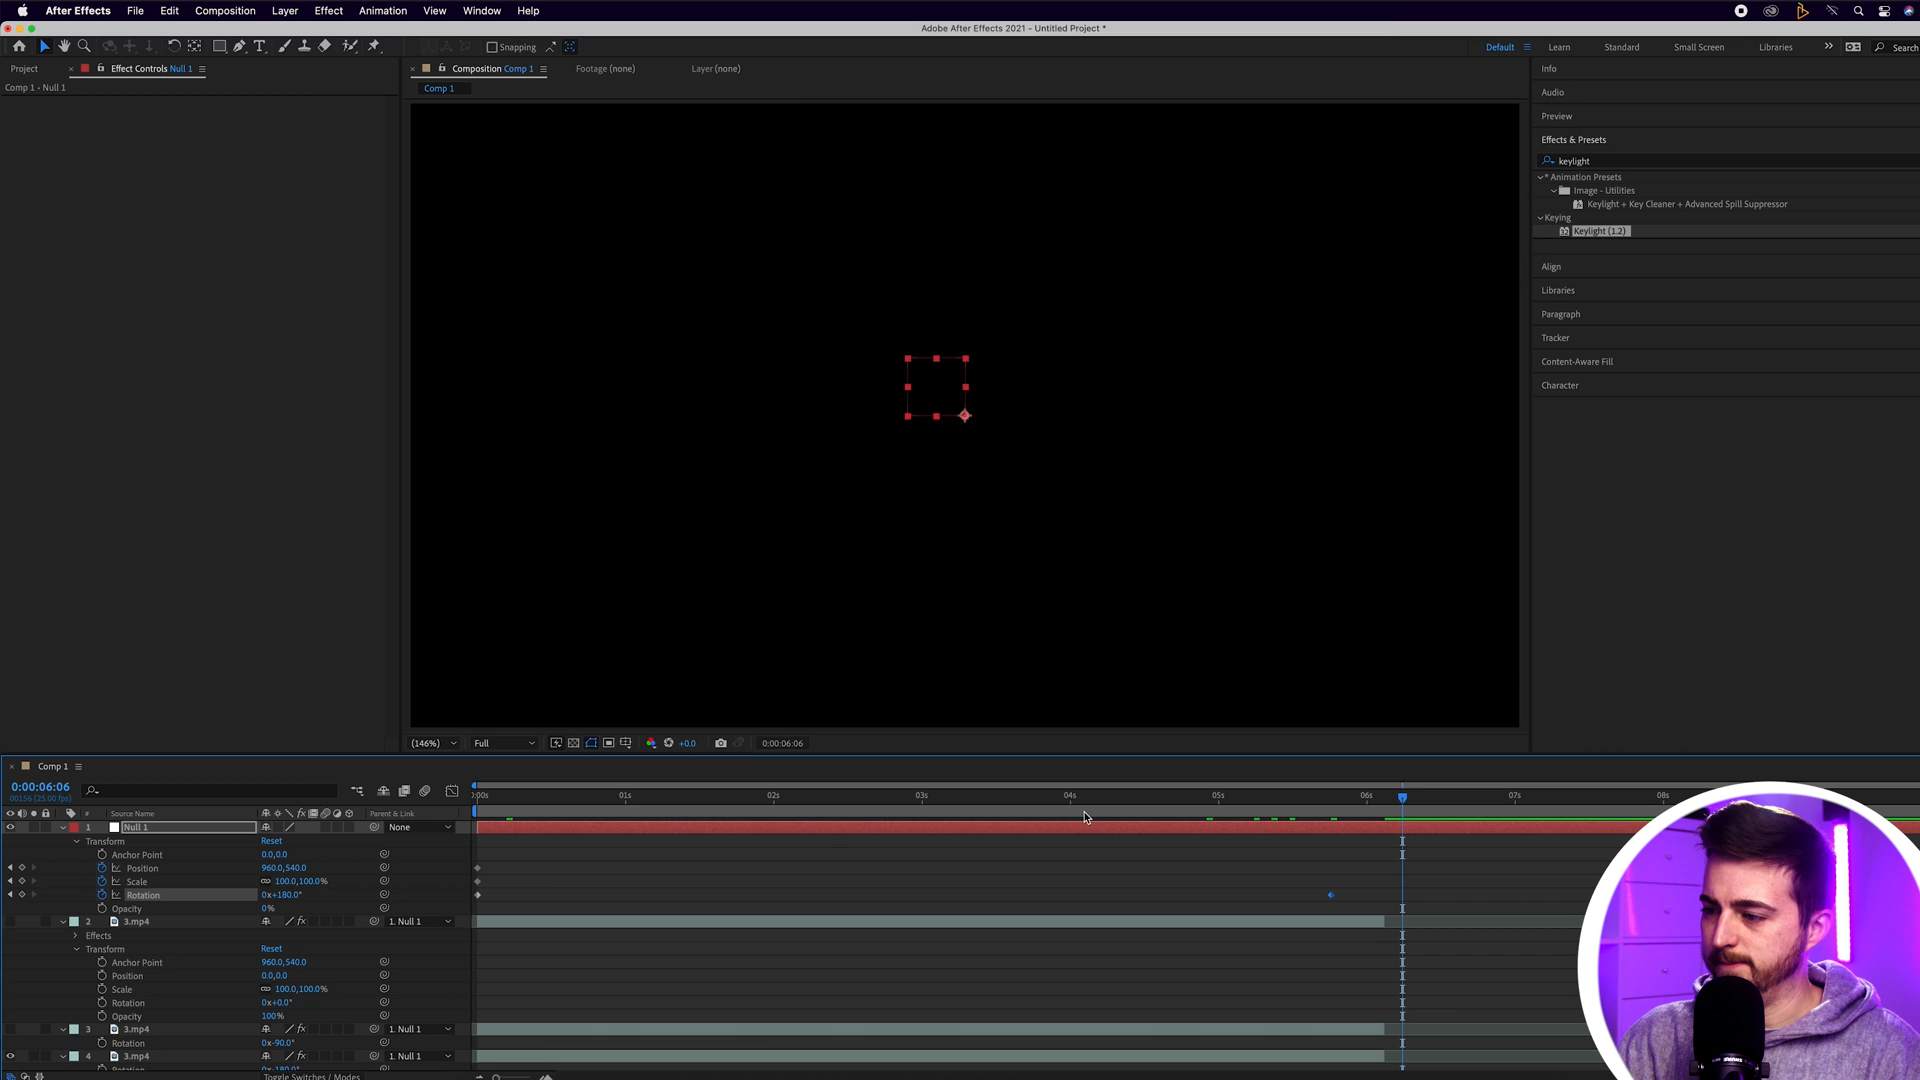 After Effects File Edit Composition Layer Effect Animation View Window Help
Adobe After Effects 2021 - Untitled Project *
Snapping
Default Learn Standard Small Screen Libraries Search
Project Effect Controls Null 1
Comp 1 - Null 1
Composition Comp 1 Footage (none) Layer (none)
Comp 1
Info
Audio
Preview
Effects & Presets
keylight
* Animation Presets
Image - Utilities
Keylight + Key Cleaner + Advanced Spill Suppressor
Keying
Keylight (1.2)
Align
Libraries
Paragraph
Tracker
Content-Aware Fill
Character
(146%) Full +0.0 0:00:06:06
Comp 1
0:00:06:06
00156 (25.00 fps)
:00s 01s 02s 03s 04s 05s 06s 07s 08s
# Source Name fx Parent & Link
1 Null 1 None
Transform Reset
Anchor Point 0.0,0.0
Position 960.0,540.0
Scale 100.0,100.0%
Rotation 0x+180.0°
Opacity 0%
2 3.mp4 fx 1. Null 1
Effects
Transform Reset
Anchor Point 960.0,540.0
Position 0.0,0.0
Scale 100.0,100.0%
Rotation 0x+0.0°
Opacity 100%
3 3.mp4 fx 1. Null 1
Rotation 0x-90.0°
4 3.mp4 fx 1. Null 1
Rotation 0x-180.0°
Toggle Switches / Modes